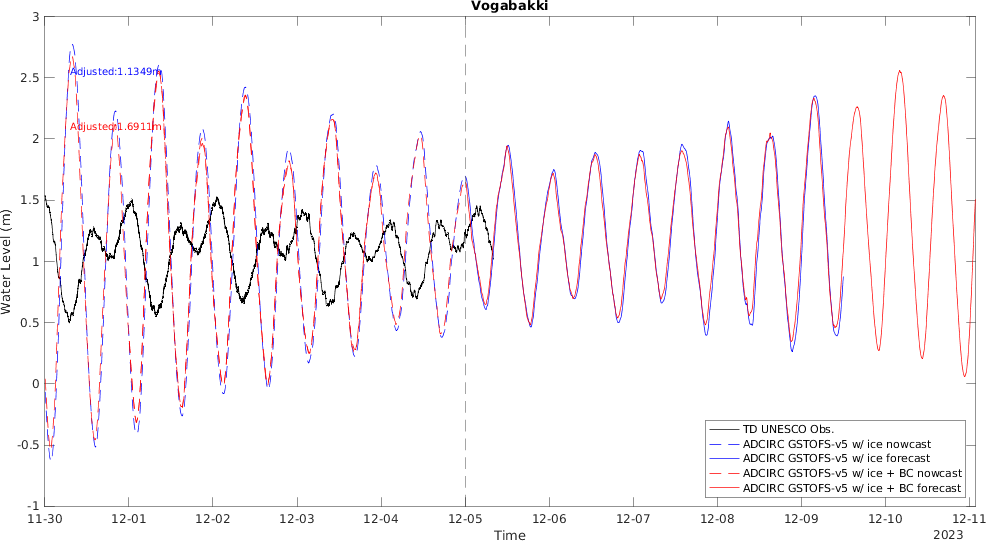 Vogabakki
3
2.5
2
1.5
1
0.5
0
-0.5
-1
Water Level (m)
Adjusted:1.1349m
Adjusted:1.6911m
TD UNESCO Obs.
ADCIRC GSTOFS-v5 w/ ice nowcast
ADCIRC GSTOFS-v5 w/ ice forecast
ADCIRC GSTOFS-v5 w/ ice + BC nowcast
ADCIRC GSTOFS-v5 w/ ice + BC forecast
11-30 12-01 12-02 12-03 12-04 12-05 12-06 12-07 12-08 12-09 12-10 12-11
Time
2023